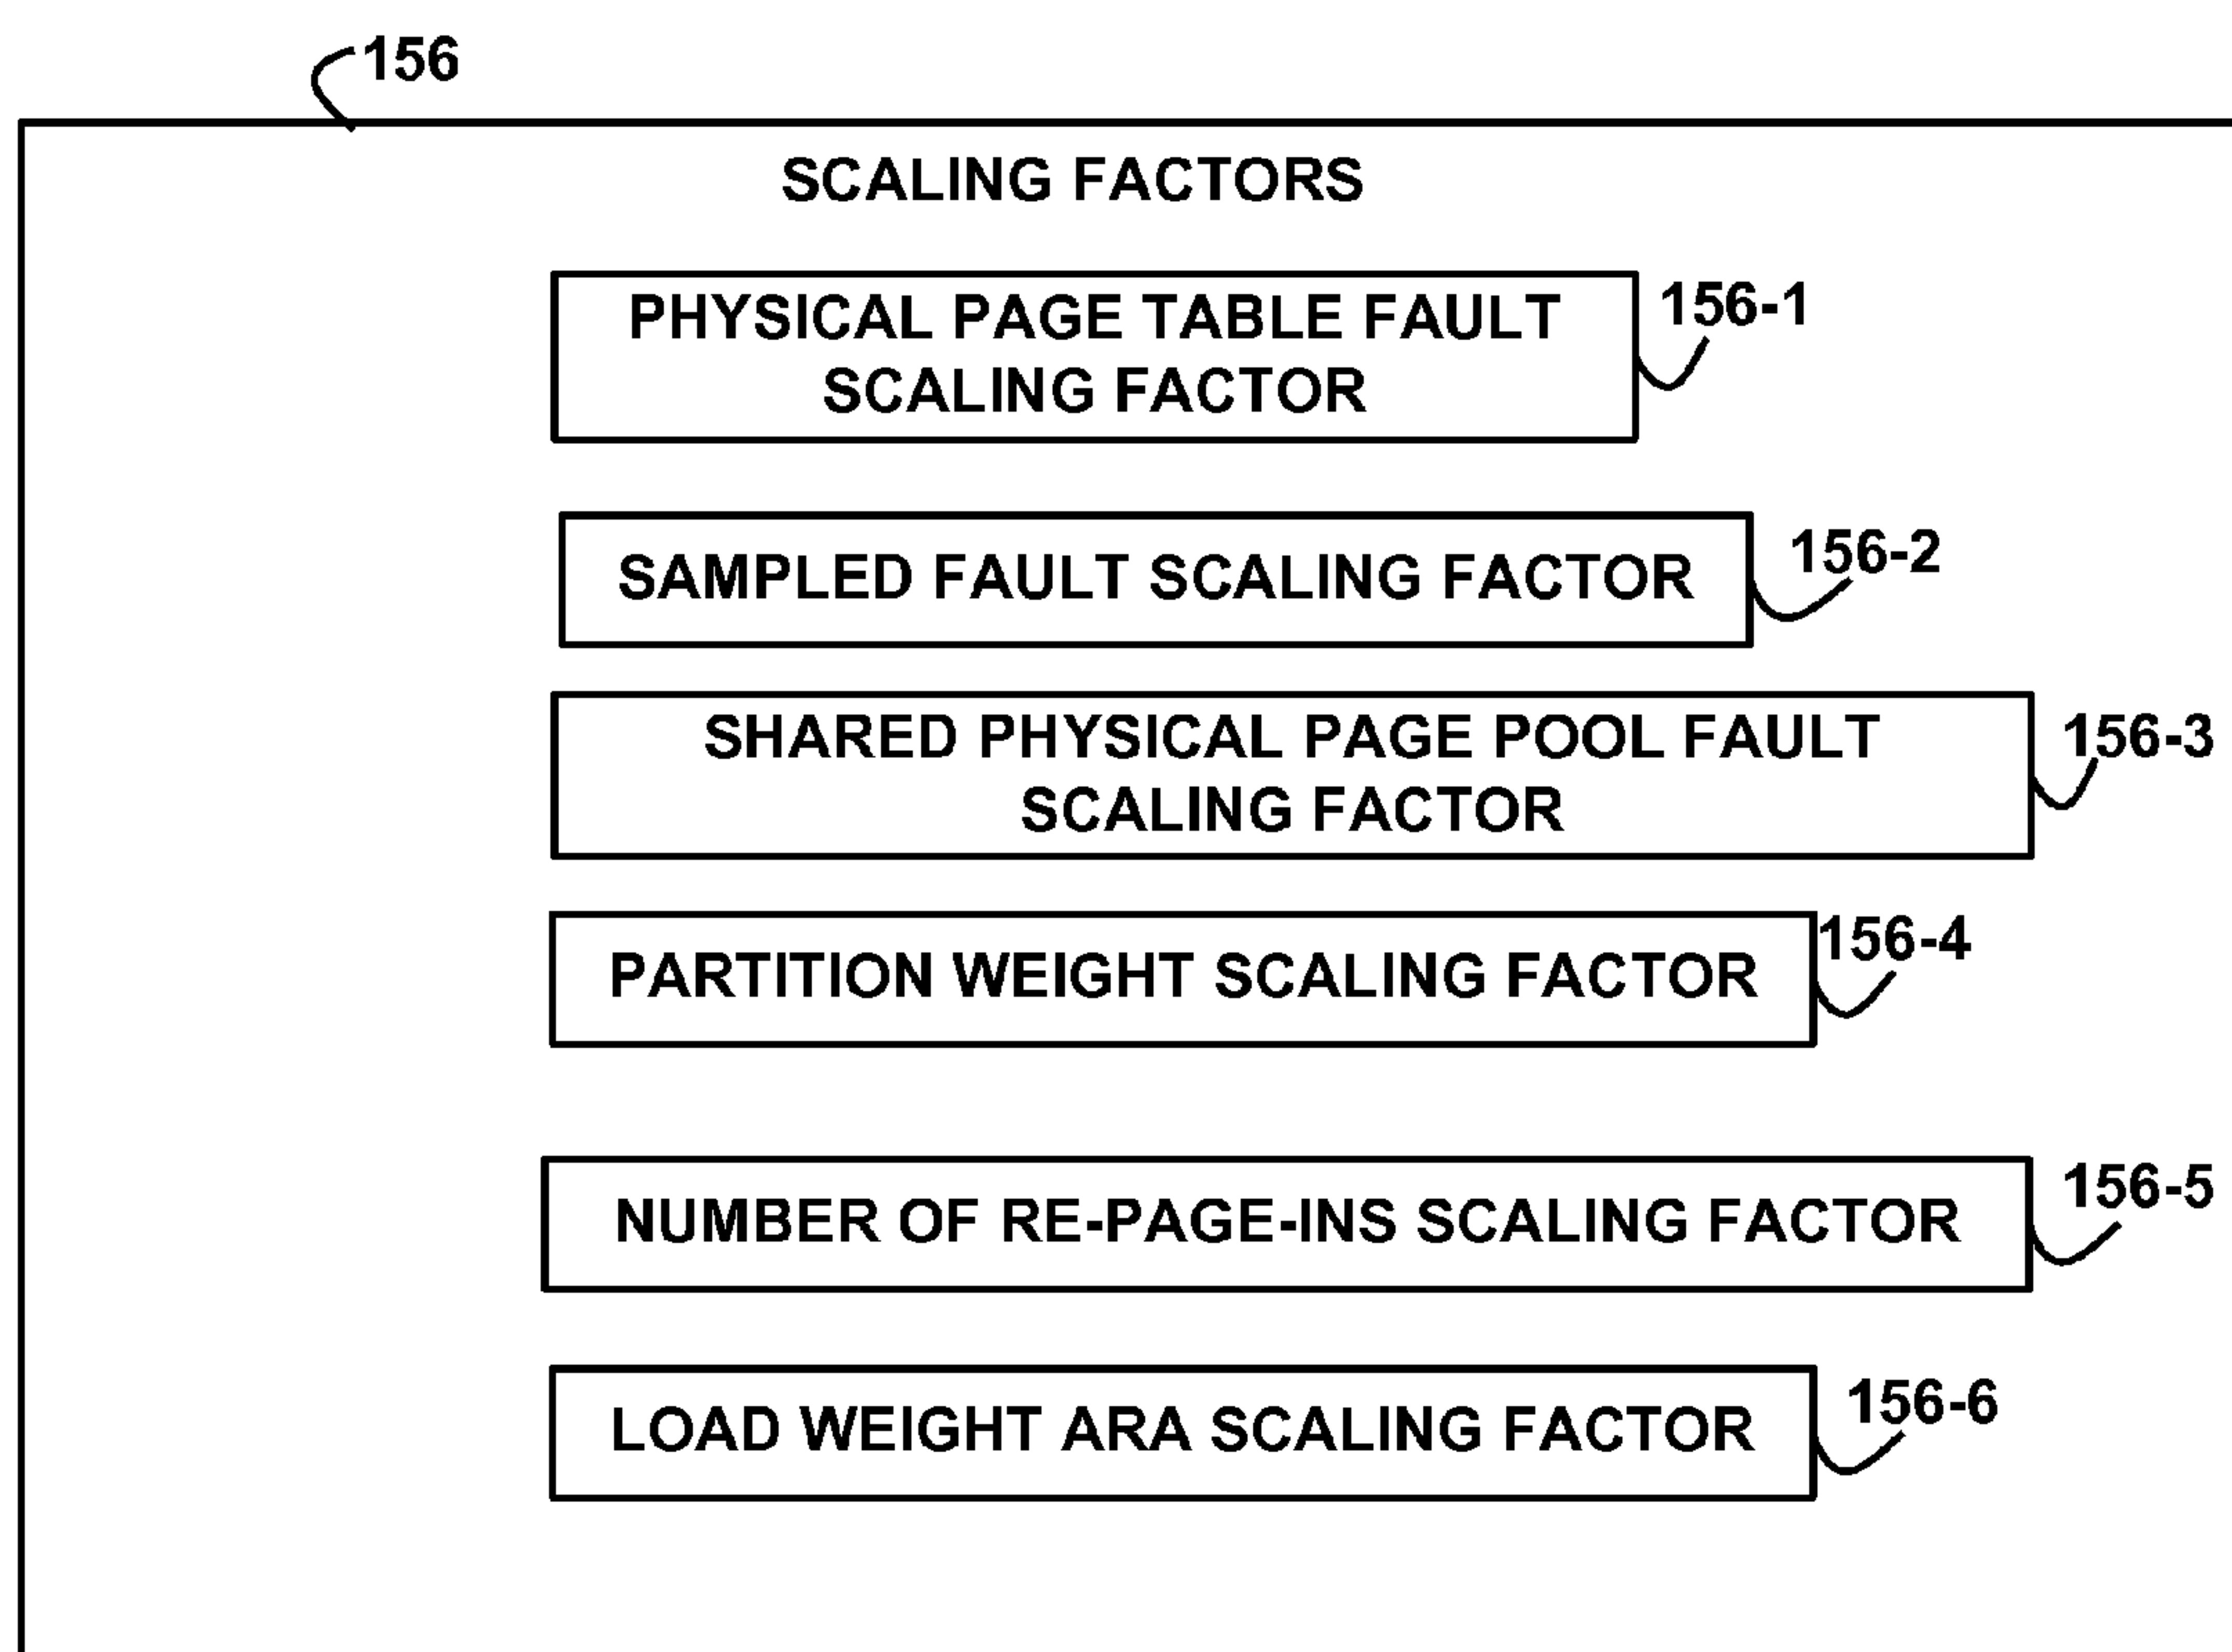 156
SCALING FACTORS
PHYSICAL PAGE TABLE FAULT
SCALING FACTOR
156-1
SAMPLED FAULT SCALING FACTOR
156-2
SHARED PHYSICAL PAGE POOL FAULT
SCALING FACTOR
156-3
PARTITION WEIGHT SCALING FACTOR
156-4
NUMBER OF RE-PAGE-INS SCALING FACTOR
156-5
LOAD WEIGHT ARA SCALING FACTOR
156-6